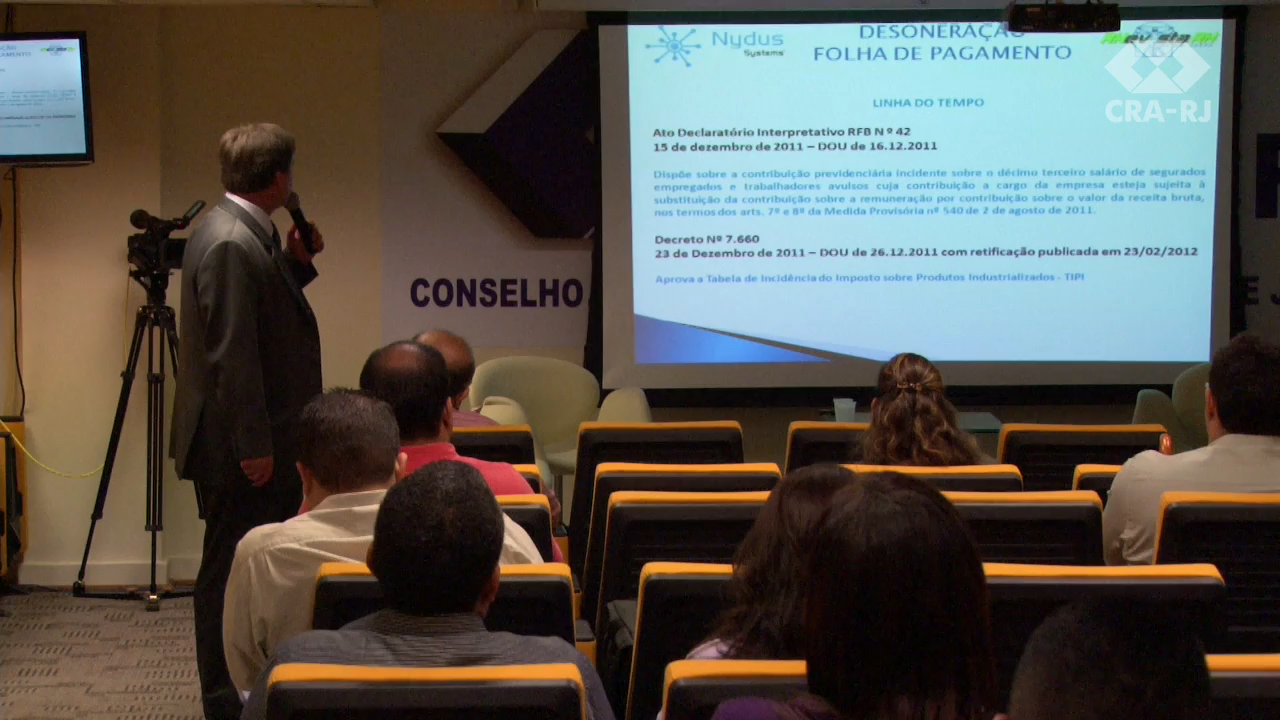 DESONERAÇÃO
FOLHA DE PAGAMENTO
Nydus
Systems
CRA-RJ
LINHA DO TEMPO
Ato Declaratório Interpretativo RFB N º 42
15 de dezembro de 2011 – DOU de 16.12.2011
Dispõe sobre a contribuição previdenciária incidente sobre o décimo terceiro salário de segurados
empregados e trabalhadores avulsos cuja contribuição a cargo da empresa esteja sujeita à
substituição da contribuição sobre a remuneração por contribuição sobre o valor da receita bruta,
nos termos dos arts. 7º e 8º da Medida Provisória nº 540 de 2 de agosto de 2011.
Decreto Nº 7.660
23 de Dezembro de 2011 – DOU de 26.12.2011 com retificação publicada em 23/02/2012
Aprova a Tabela de Incidência do Imposto sobre Produtos Industrializados - TIPI
CONSELHO